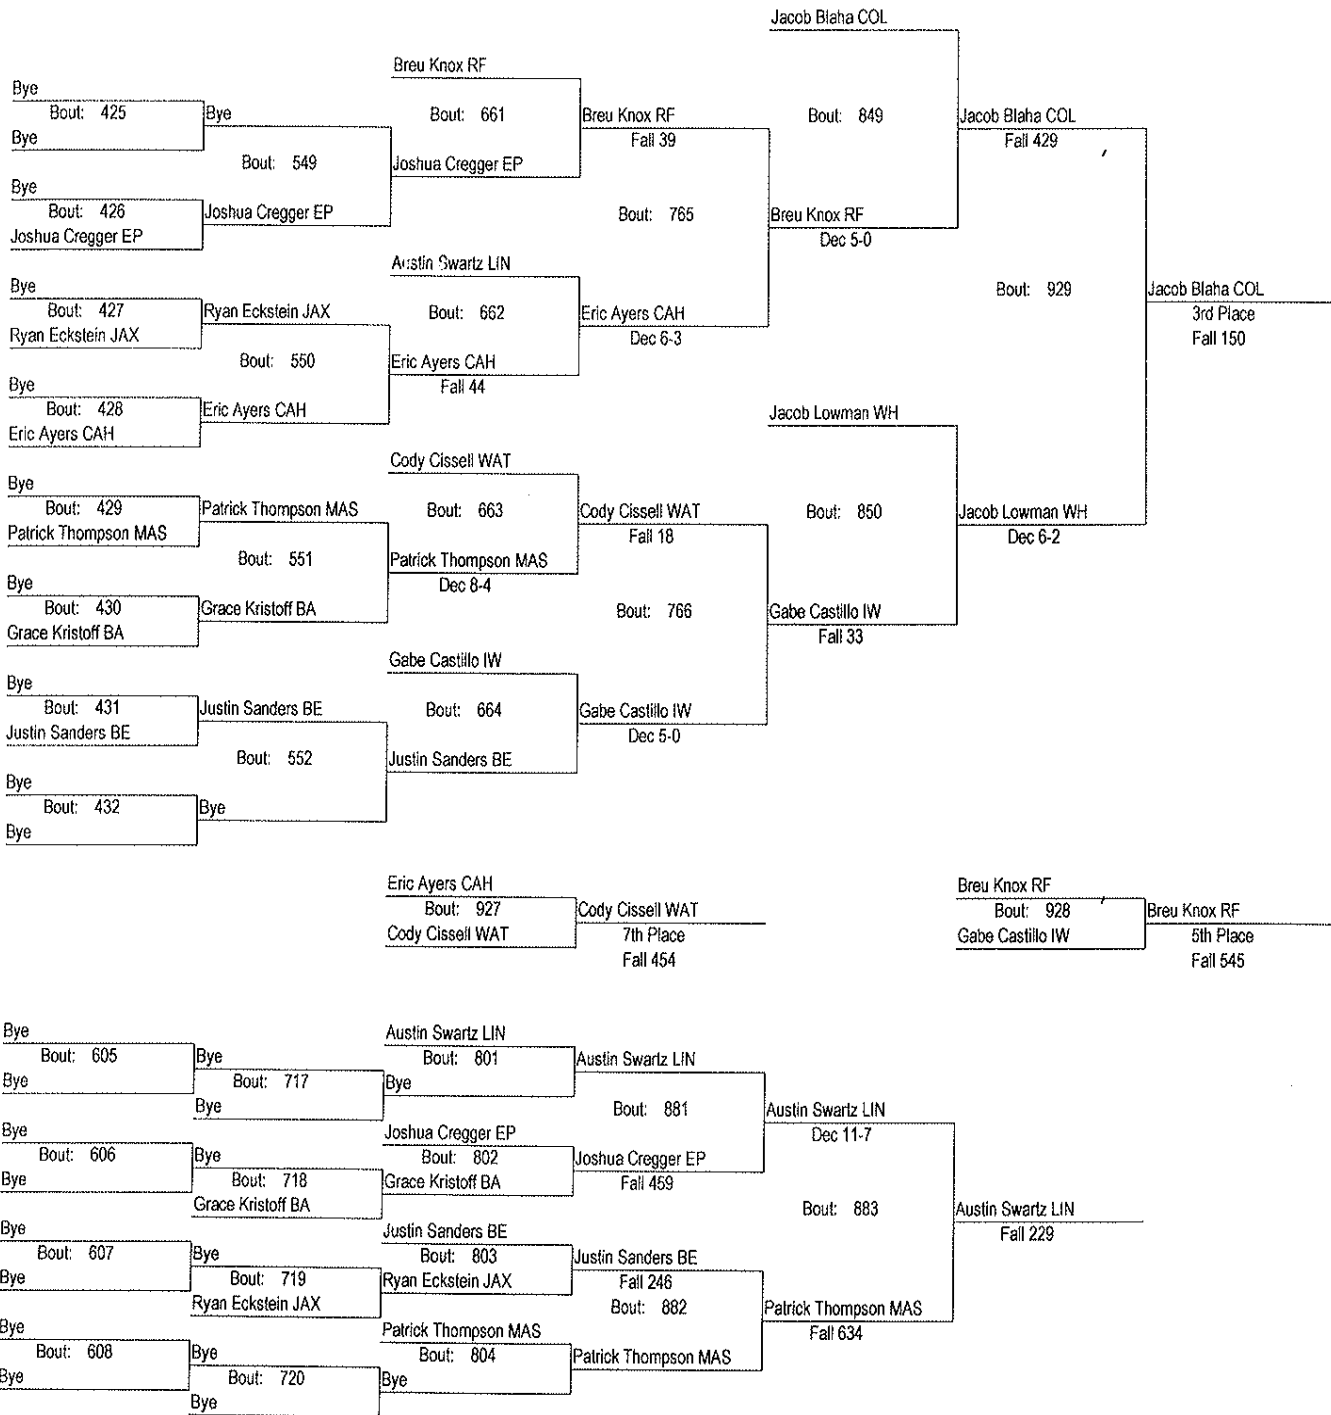 Jacob Blaha COL
Breu Knox RF
Bye
Bout: 425
Bye
Bye
Bout: 661
Breu Knox RF
Fall 39
Bout: 849
Jacob Blaha COL
Fall 429
Bout: 549
Joshua Cregger EP
Bye
Bout: 426
Joshua Cregger EP
Joshua Cregger EP
Bout: 765
Breu Knox RF
Dec 5-0
Austin Swartz LIN
Bye
Bout: 427
Ryan Eckstein JAX
Ryan Eckstein JAX
Bout: 662
Eric Ayers CAH
Dec 6-3
Bout: 929
Jacob Blaha COL
3rd Place
Fall 150
Bout: 550
Eric Ayers CAH
Fall 44
Bye
Bout: 428
Eric Ayers CAH
Eric Ayers CAH
Jacob Lowman WH
Cody Cissell WAT
Bye
Bout: 429
Patrick Thompson MAS
Patrick Thompson MAS
Bout: 663
Cody Cissell WAT
Fall 18
Bout: 850
Jacob Lowman WH
Dec 6-2
Bout: 551
Patrick Thompson MAS
Dec 8-4
Bye
Bout: 430
Grace Kristoff BA
Grace Kristoff BA
Bout: 766
Gabe Castillo IW
Fall 33
Gabe Castillo IW
Bye
Bout: 431
Justin Sanders BE
Justin Sanders BE
Bout: 664
Gabe Castillo IW
Dec 5-0
Bout: 552
Justin Sanders BE
Bye
Bout: 432
Bye
Bye
Eric Ayers CAH
Bout: 927
Cody Cissell WAT
Cody Cissell WAT
7th Place
Fall 454
Breu Knox RF
Bout: 928
Gabe Castillo IW
Breu Knox RF
5th Place
Fall 545
Bye
Bout: 605
Bye
Bye
Bout: 717
Bye
Austin Swartz LIN
Bout: 801
Bye
Austin Swartz LIN
Bout: 881
Austin Swartz LIN
Dec 11-7
Bye
Bout: 606
Bye
Bye
Bout: 718
Grace Kristoff BA
Joshua Cregger EP
Bout: 802
Grace Kristoff BA
Joshua Cregger EP
Fall 459
Bout: 883
Austin Swartz LIN
Fall 229
Bye
Bout: 607
Bye
Bye
Bout: 719
Ryan Eckstein JAX
Justin Sanders BE
Bout: 803
Ryan Eckstein JAX
Justin Sanders BE
Fall 246
Bout: 882
Patrick Thompson MAS
Fall 634
Bye
Bout: 608
Bye
Bye
Bout: 720
Bye
Patrick Thompson MAS
Bout: 804
Bye
Patrick Thompson MAS